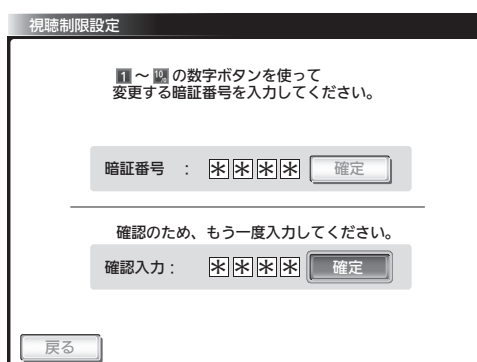 視聴制限設定
1～10/0の数字ボタンを使って
変更する暗証番号を入力してください。
暗証番号 : ＊＊＊＊ 確定
確認のため、もう一度入力してください。
確認入力 : ＊＊＊＊ 確定
戻る